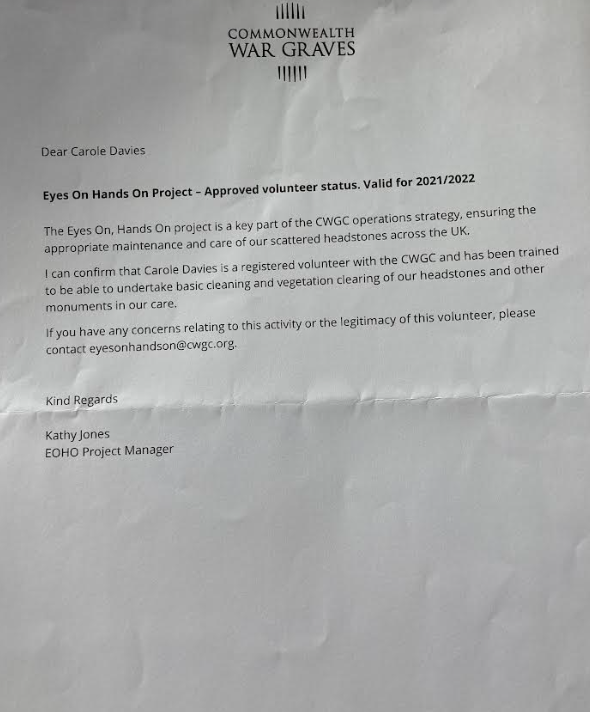 COMMONWEALTH
WAR GRAVES
Dear Carole Davies
Eyes On Hands On Project – Approved volunteer status. Valid for 2021/2022
The Eyes On, Hands On project is a key part of the CWGC operations strategy, ensuring the
appropriate maintenance and care of our scattered headstones across the UK.
I can confirm that Carole Davies is a registered volunteer with the CWGC and has been trained
to be able to undertake basic cleaning and vegetation clearing of our headstones and other
monuments in our care.
If you have any concerns relating to this activity or the legitimacy of this volunteer, please
contact eyesonhandson@cwgc.org.
Kind Regards
Kathy Jones
EOHO Project Manager